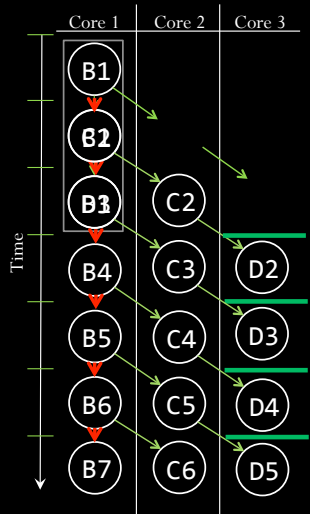 Core 1 Core 2 Core 3
B1
C2
B4 C3 D2
Time
B5 C4 D3
B6 C5 D4
B7 C6 D5